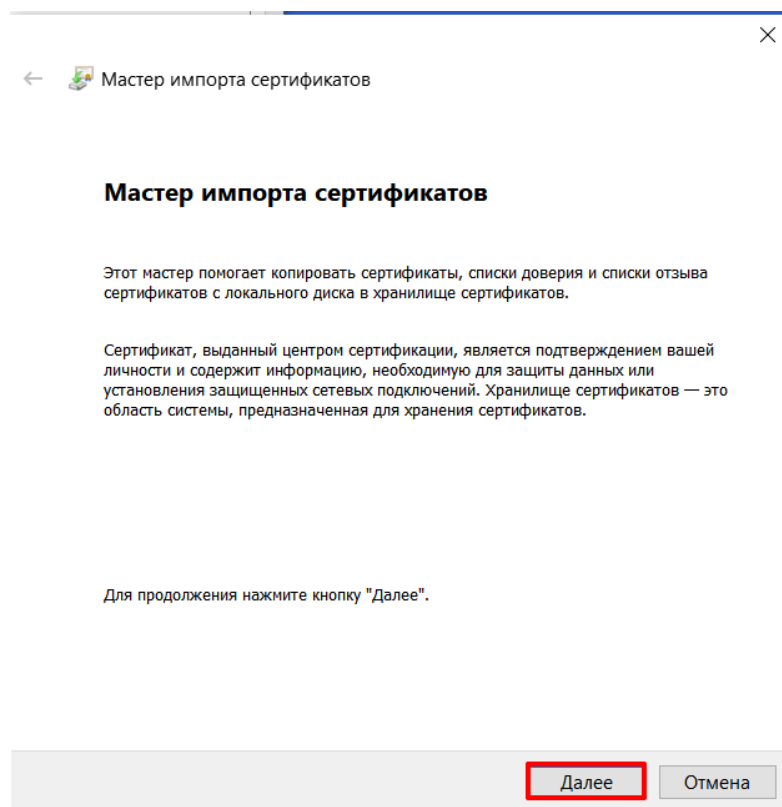 Мастер импорта сертификатов
Мастер импорта сертификатов
Этот мастер помогает копировать сертификаты, списки доверия и списки отзыва
сертификатов с локального диска в хранилище сертификатов.
Сертификат, выданный центром сертификации, является подтверждением вашей
личности и содержит информацию, необходимую для защиты данных или
установления защищенных сетевых подключений. Хранилище сертификатов — это
область системы, предназначенная для хранения сертификатов.
Для продолжения нажмите кнопку "Далее".
Далее
Отмена